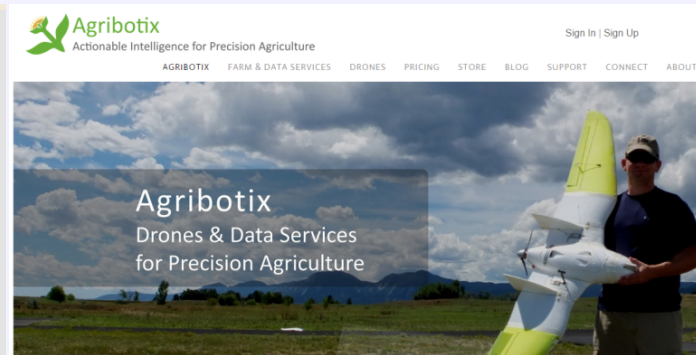 Agribotix
Actionable Intelligence for Precision Agriculture
Sign In | Sign Up
AGRIBOTIX FARM & DATA SERVICES DRONES PRICING STORE BLOG SUPPORT CONNECT ABOUT
Agribotix
Drones & Data Services
for Precision Agriculture